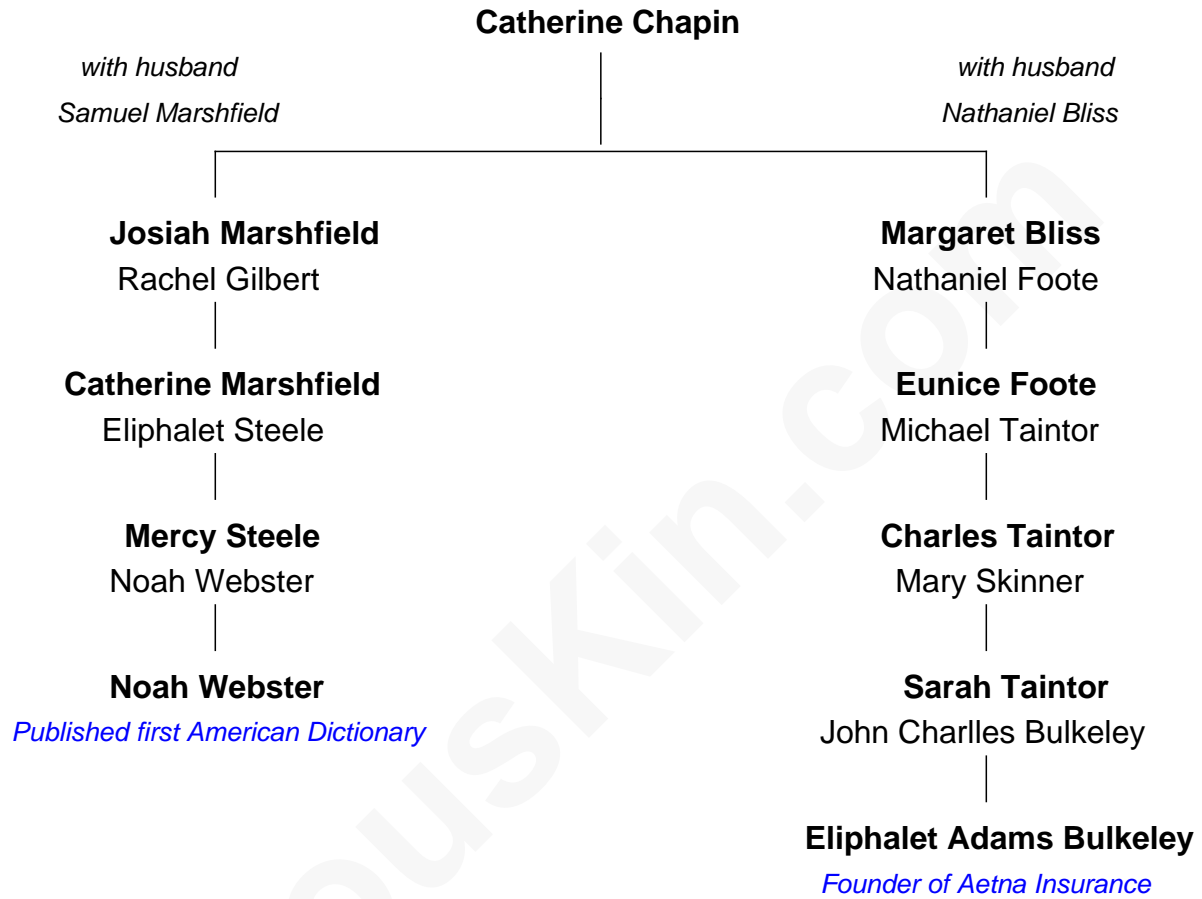 Catherine Chapin
with husband
Samuel Marshfield
with husband
Nathaniel Bliss
Josiah Marshfield
Rachel Gilbert
Margaret Bliss
Nathaniel Foote
Catherine Marshfield
Eliphalet Steele
Eunice Foote
Michael Taintor
Mercy Steele
Noah Webster
Charles Taintor
Mary Skinner
Noah Webster
Published first American Dictionary
Sarah Taintor
John Charlles Bulkeley
Eliphalet Adams Bulkeley
Founder of Aetna Insurance
ousKin.com